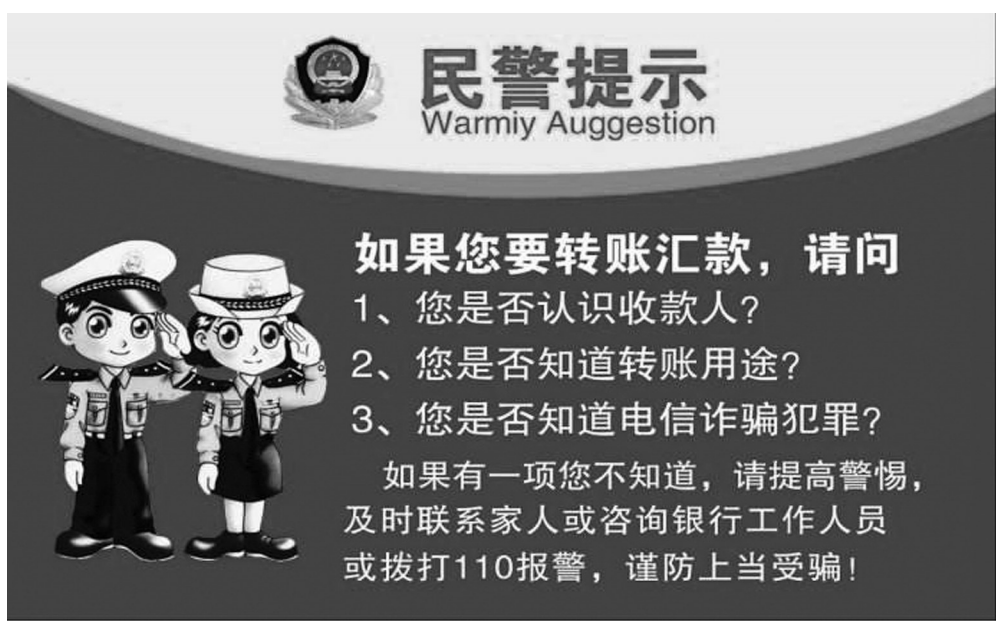 民警提示
Warmiy Auggestion
如果您要转账汇款，请问
1、您是否认识收款人？
2、您是否知道转账用途？
3、您是否知道电信诈骗犯罪？
如果有一项您不知道，请提高警惕，
及时联系家人或咨询银行工作人员
或拨打110报警，谨防上当受骗！